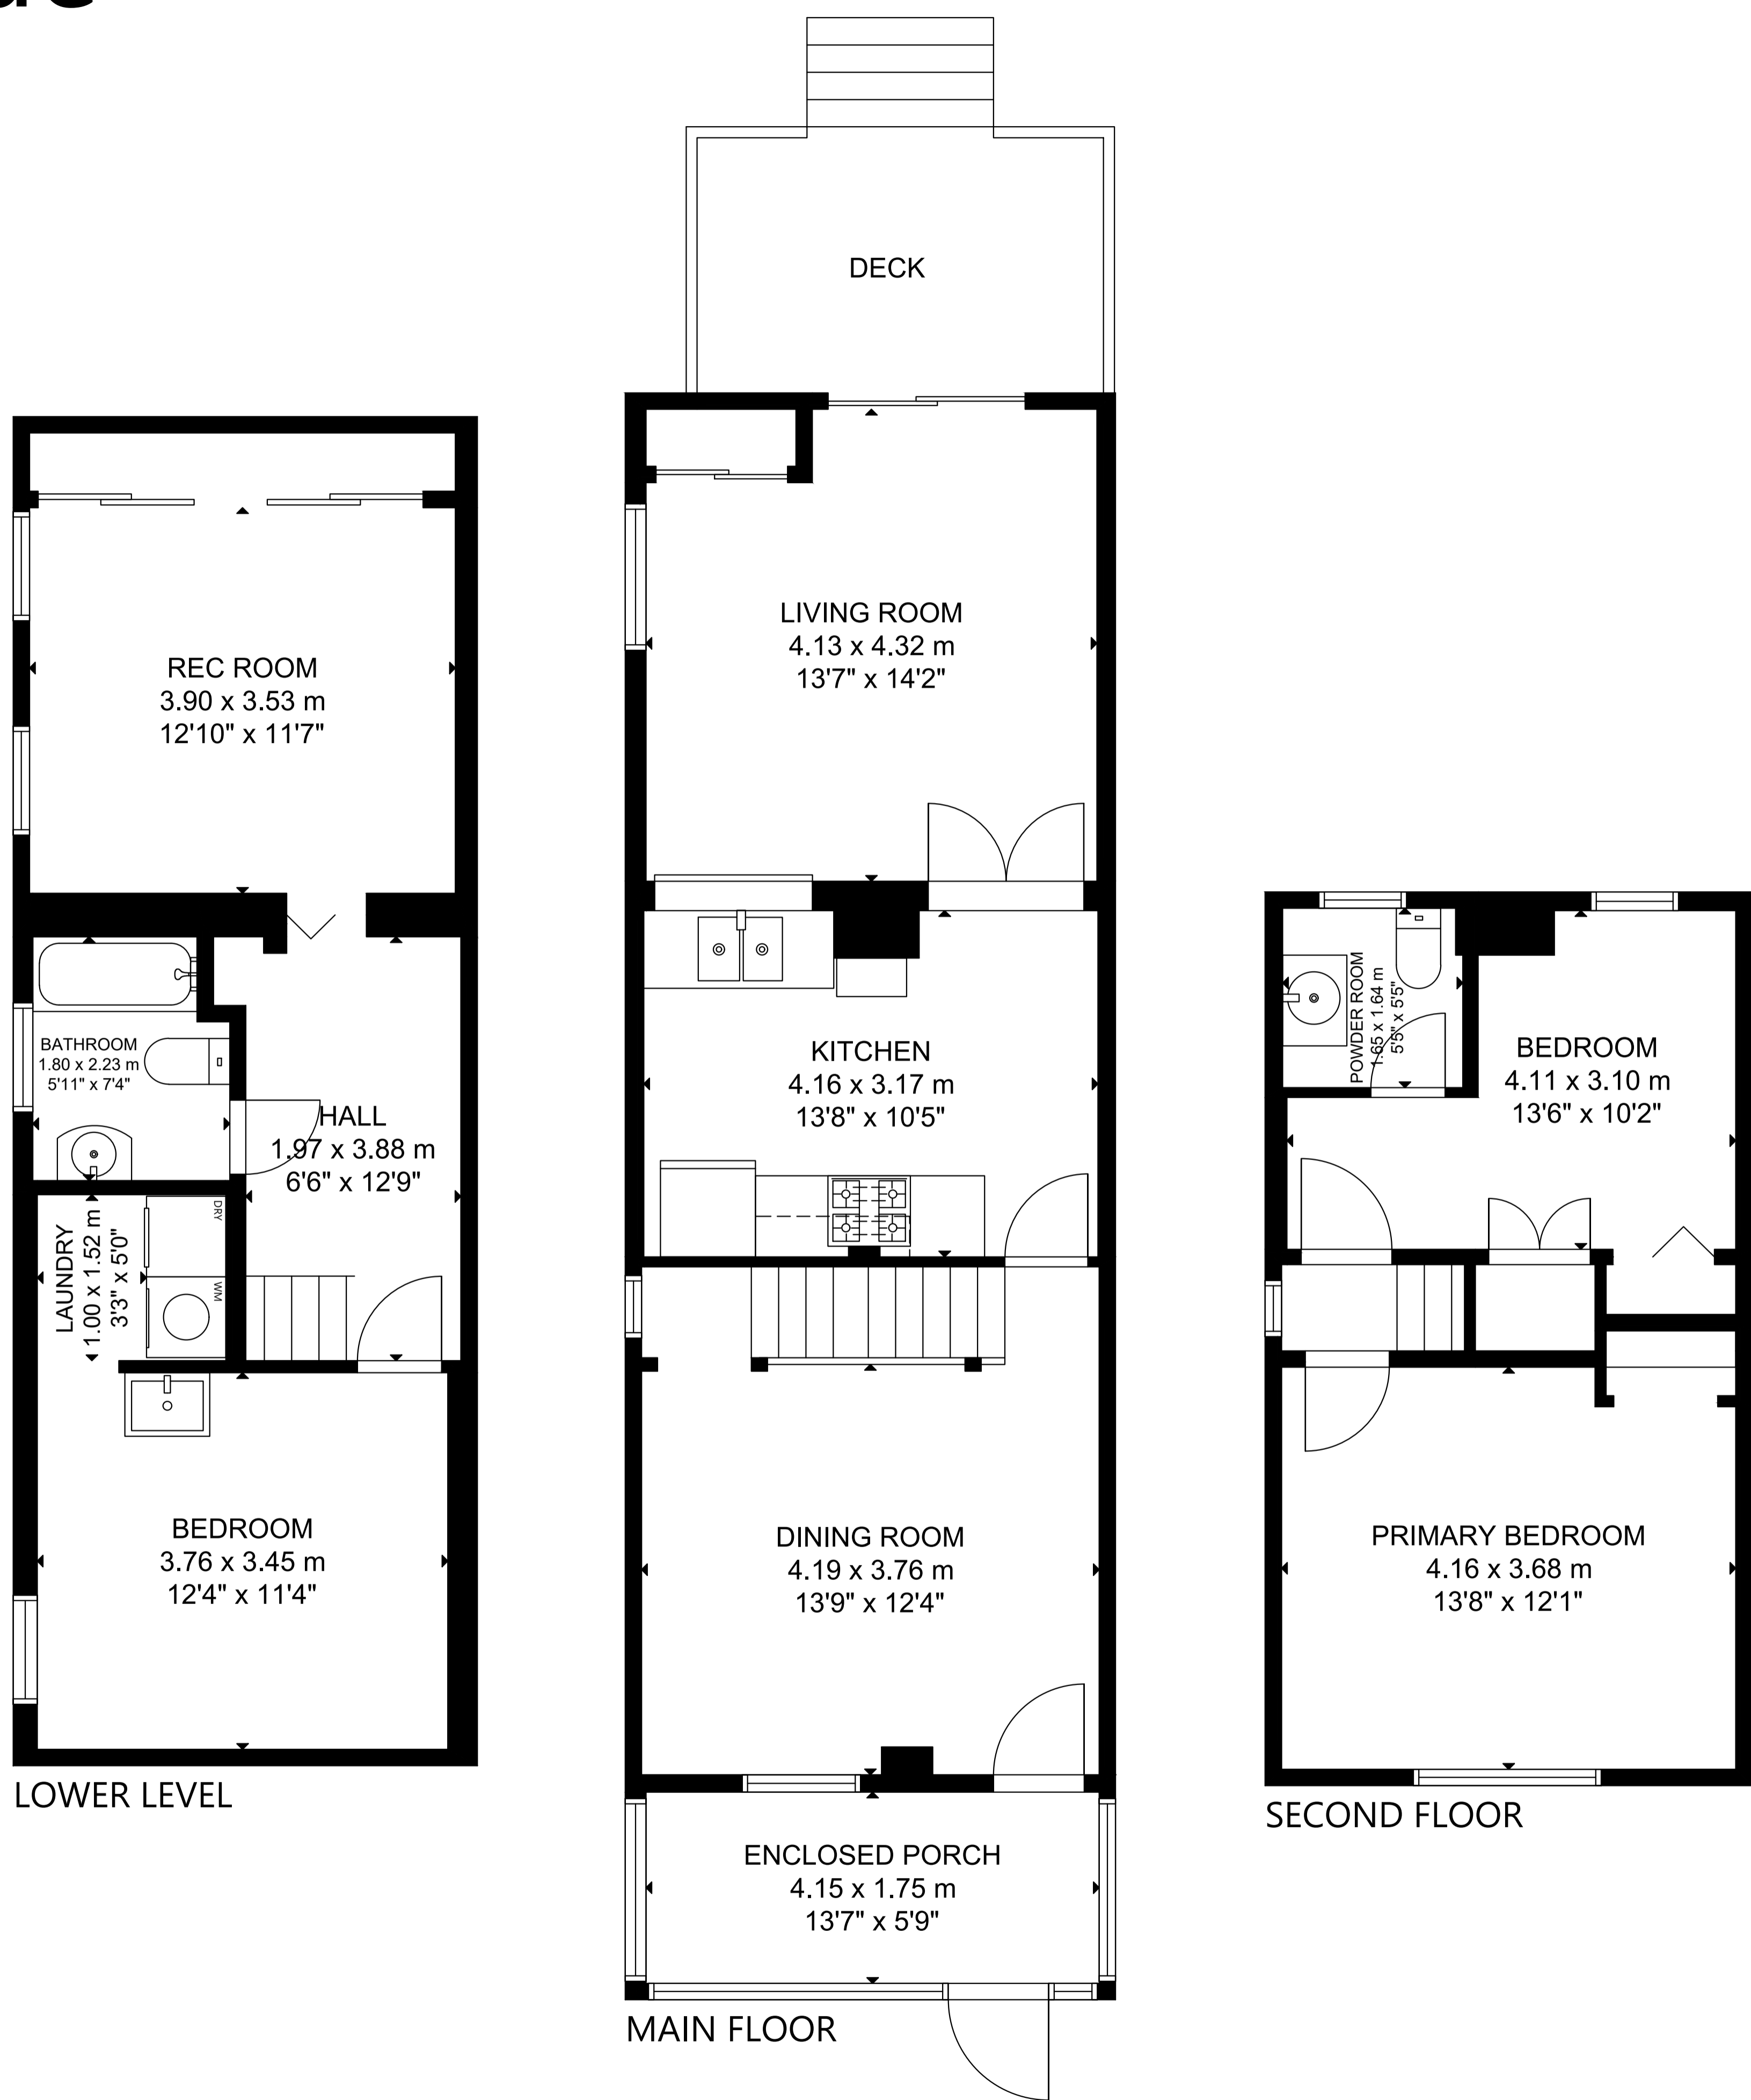 DECK
LIVING ROOM
4.13 x 4.32 m
13'7" x 14'2"
REC ROOM
3.90 x 3.53 m
12'10" x 11'7"
KITCHEN
4.16 x 3.17 m
13'8" x 10'5"
BATHROOM
1.80 x 2.23 m
5'11" x 7'4"
HALL
1.97 x 3.88 m
6'6" x 12'9"
LAUNDRY
1.00 x 1.52 m
3'3" x 5'0"
DRY
WM
BEDROOM
3.76 x 3.45 m
12'4" x 11'4"
LOWER LEVEL
DINING ROOM
4.19 x 3.76 m
13'9" x 12'4"
ENCLOSED PORCH
4.15 x 1.75 m
13'7" x 5'9"
MAIN FLOOR
POWDER ROOM
1.65 x 1.64 m
5'5" x 5'5"
BEDROOM
4.11 x 3.10 m
13'6" x 10'2"
PRIMARY BEDROOM
4.16 x 3.68 m
13'8" x 12'1"
SECOND FLOOR